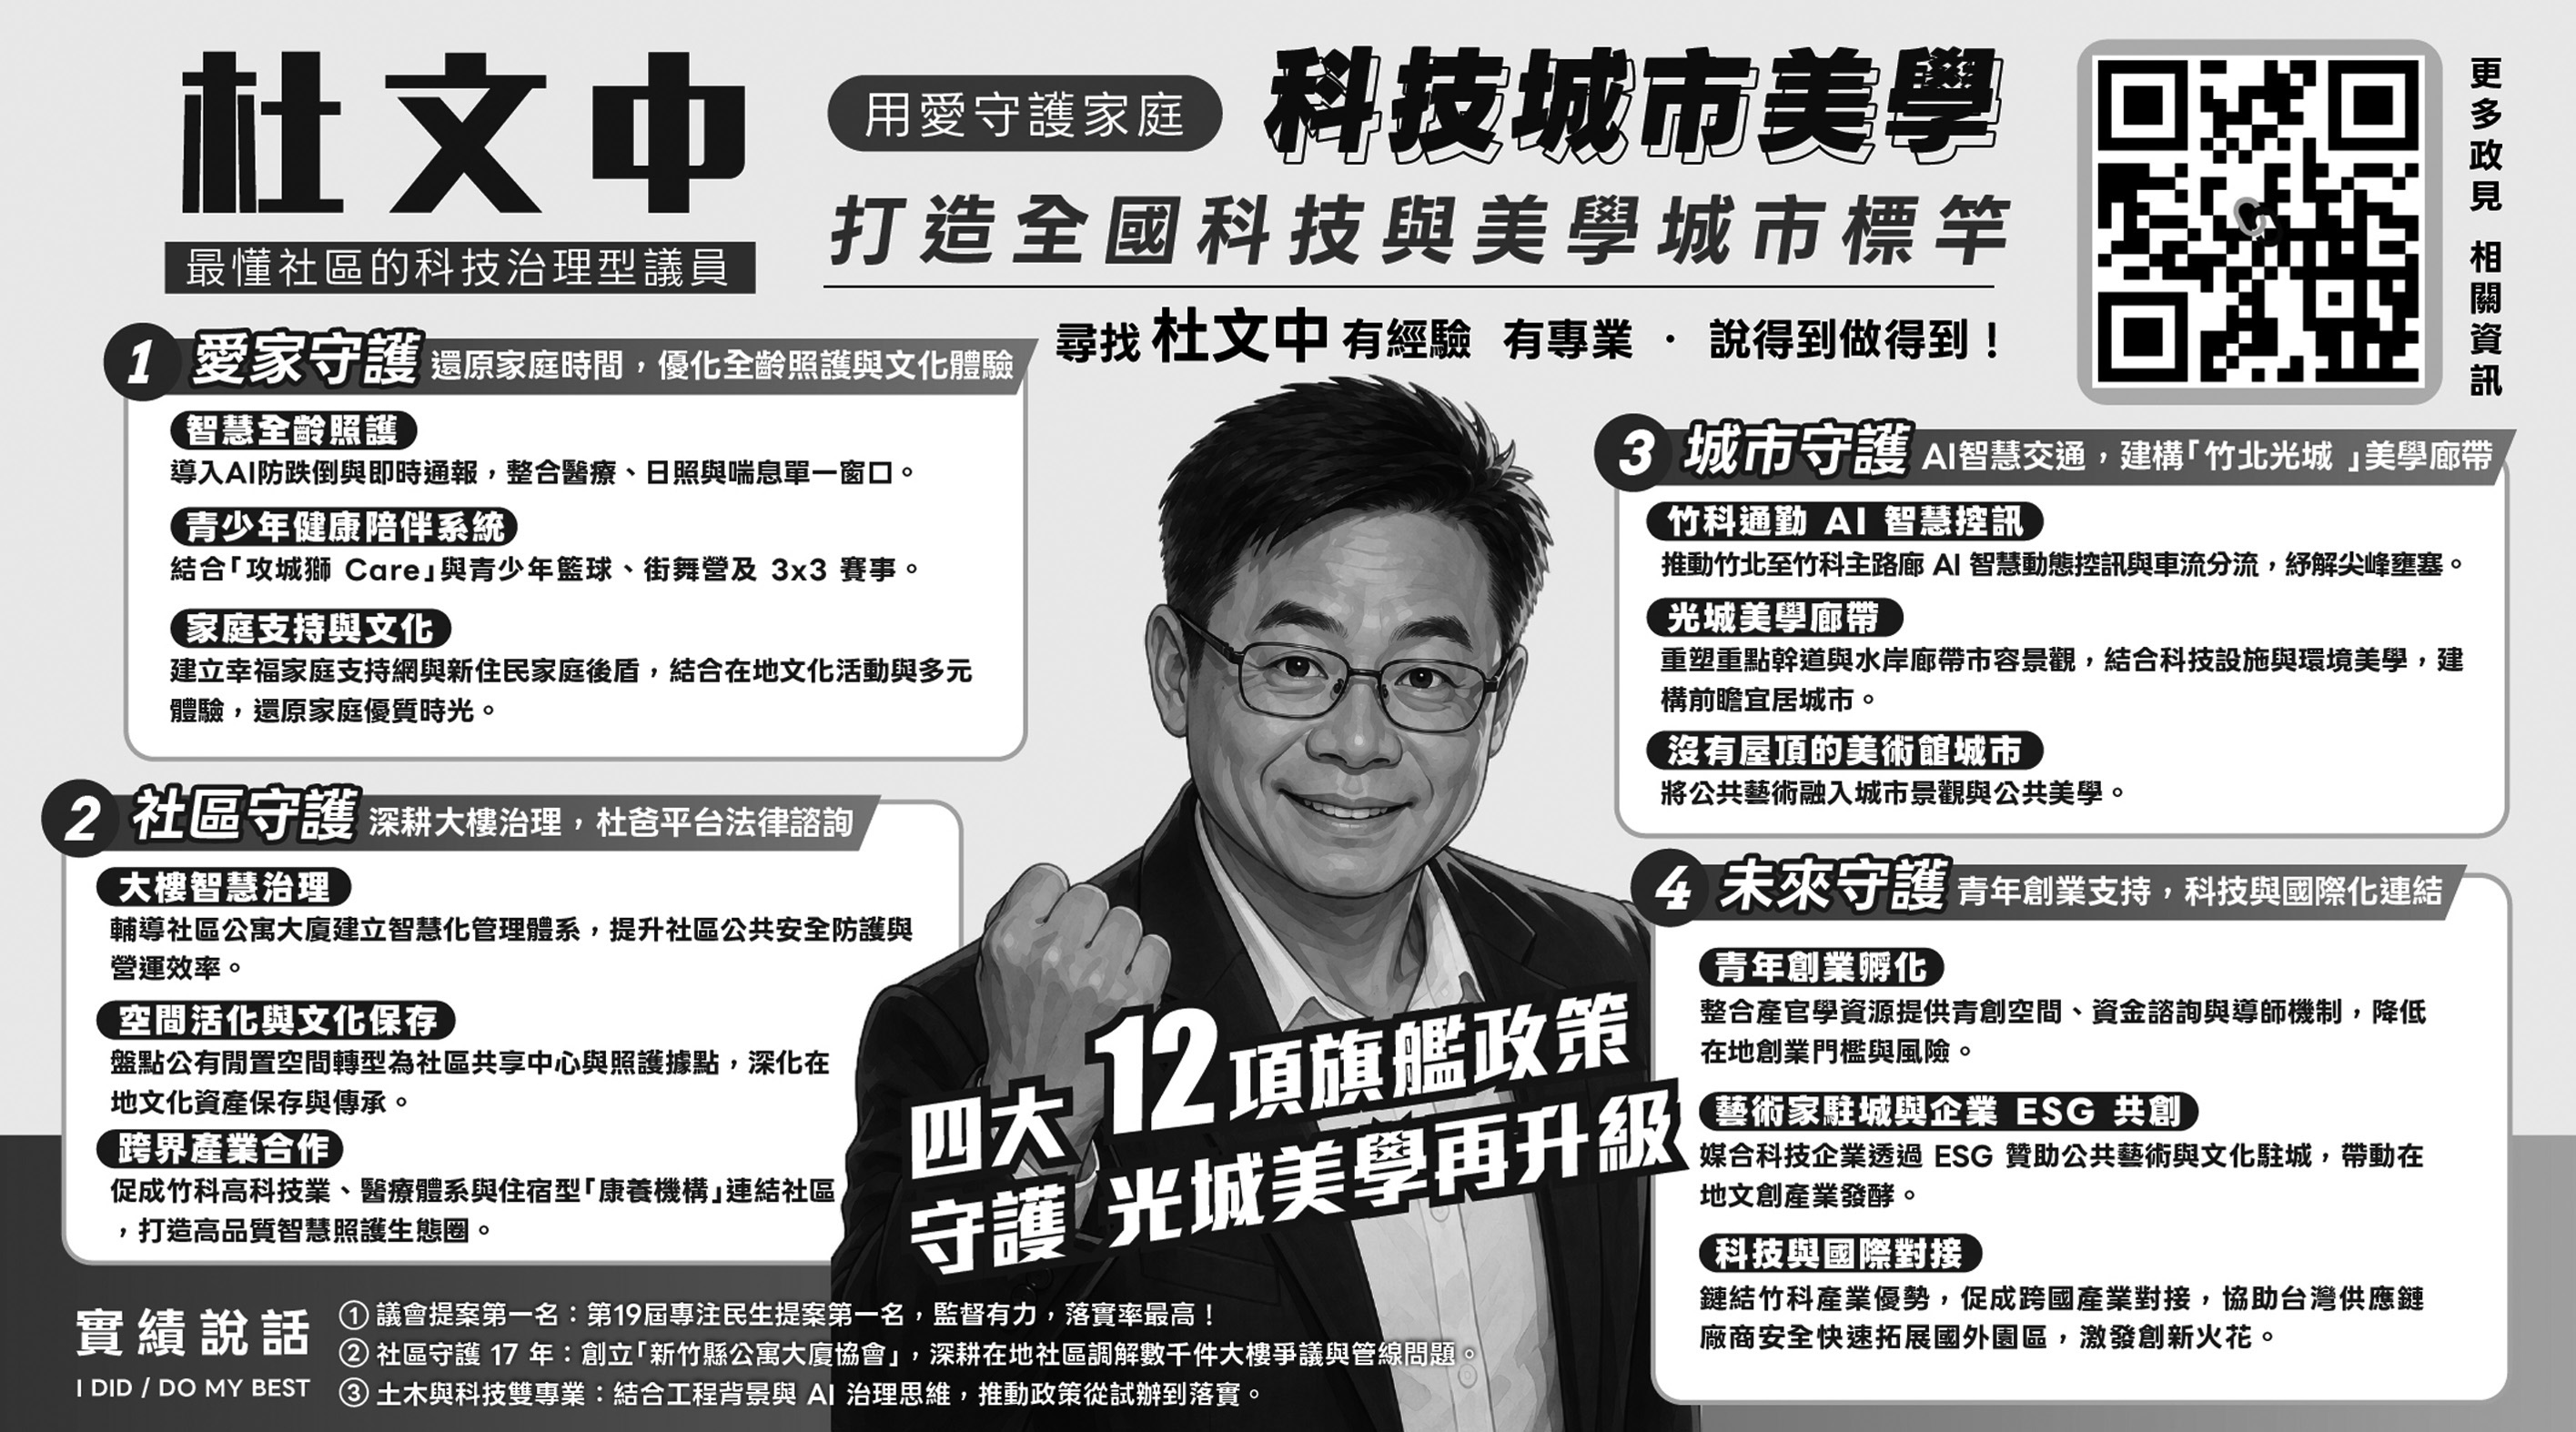 杜文中
最懂社區的科技治理型議員
用愛守護家庭
科技城市美學
打造全國科技與美學城市標竿
尋找 杜文中 有經驗 有專業 · 說得到做得到！
更多政見 相關資訊
1 愛家守護 還原家庭時間，優化全齡照護與文化體驗
智慧全齡照護
導入AI防跌倒與即時通報，整合醫療、日照與喘息單一窗口。
青少年健康陪伴系統
結合「攻城獅 Care」與青少年籃球、街舞營及 3x3 賽事。
家庭支持與文化
建立幸福家庭支持網與新住民家庭後盾，結合在地文化活動與多元
體驗，還原家庭優質時光。
2 社區守護 深耕大樓治理，杜爸平台法律諮詢
大樓智慧治理
輔導社區公寓大廈建立智慧化管理體系，提升社區公共安全防護與
營運效率。
空間活化與文化保存
盤點公有閒置空間轉型為社區共享中心與照護據點，深化在
地文化資產保存與傳承。
跨界產業合作
促成竹科高科技業、醫療體系與住宿型「康養機構」連結社區
，打造高品質智慧照護生態圈。
3 城市守護 AI智慧交通，建構「竹北光城 」美學廊帶
竹科通勤 AI 智慧控訊
推動竹北至竹科主路廊 AI 智慧動態控訊與車流分流，紓解尖峰壅塞。
光城美學廊帶
重塑重點幹道與水岸廊帶市容景觀，結合科技設施與環境美學，建
構前瞻宜居城市。
沒有屋頂的美術館城市
將公共藝術融入城市景觀與公共美學。
4 未來守護 青年創業支持，科技與國際化連結
青年創業孵化
整合產官學資源提供青創空間、資金諮詢與導師機制，降低
在地創業門檻與風險。
藝術家駐城與企業 ESG 共創
媒合科技企業透過 ESG 贊助公共藝術與文化駐城，帶動在
地文創產業發酵。
科技與國際對接
鏈結竹科產業優勢，促成跨國產業對接，協助台灣供應鏈
廠商安全快速拓展國外園區，激發創新火花。
四大守護
12項旗艦政策
光城美學再升級
實績說話
I DID / DO MY BEST
① 議會提案第一名：第19屆專注民生提案第一名，監督有力，落實率最高！
② 社區守護 17 年：創立「新竹縣公寓大廈協會」，深耕在地社區調解數千件大樓爭議與管線問題。
③ 土木與科技雙專業：結合工程背景與 AI 治理思維，推動政策從試辦到落實。